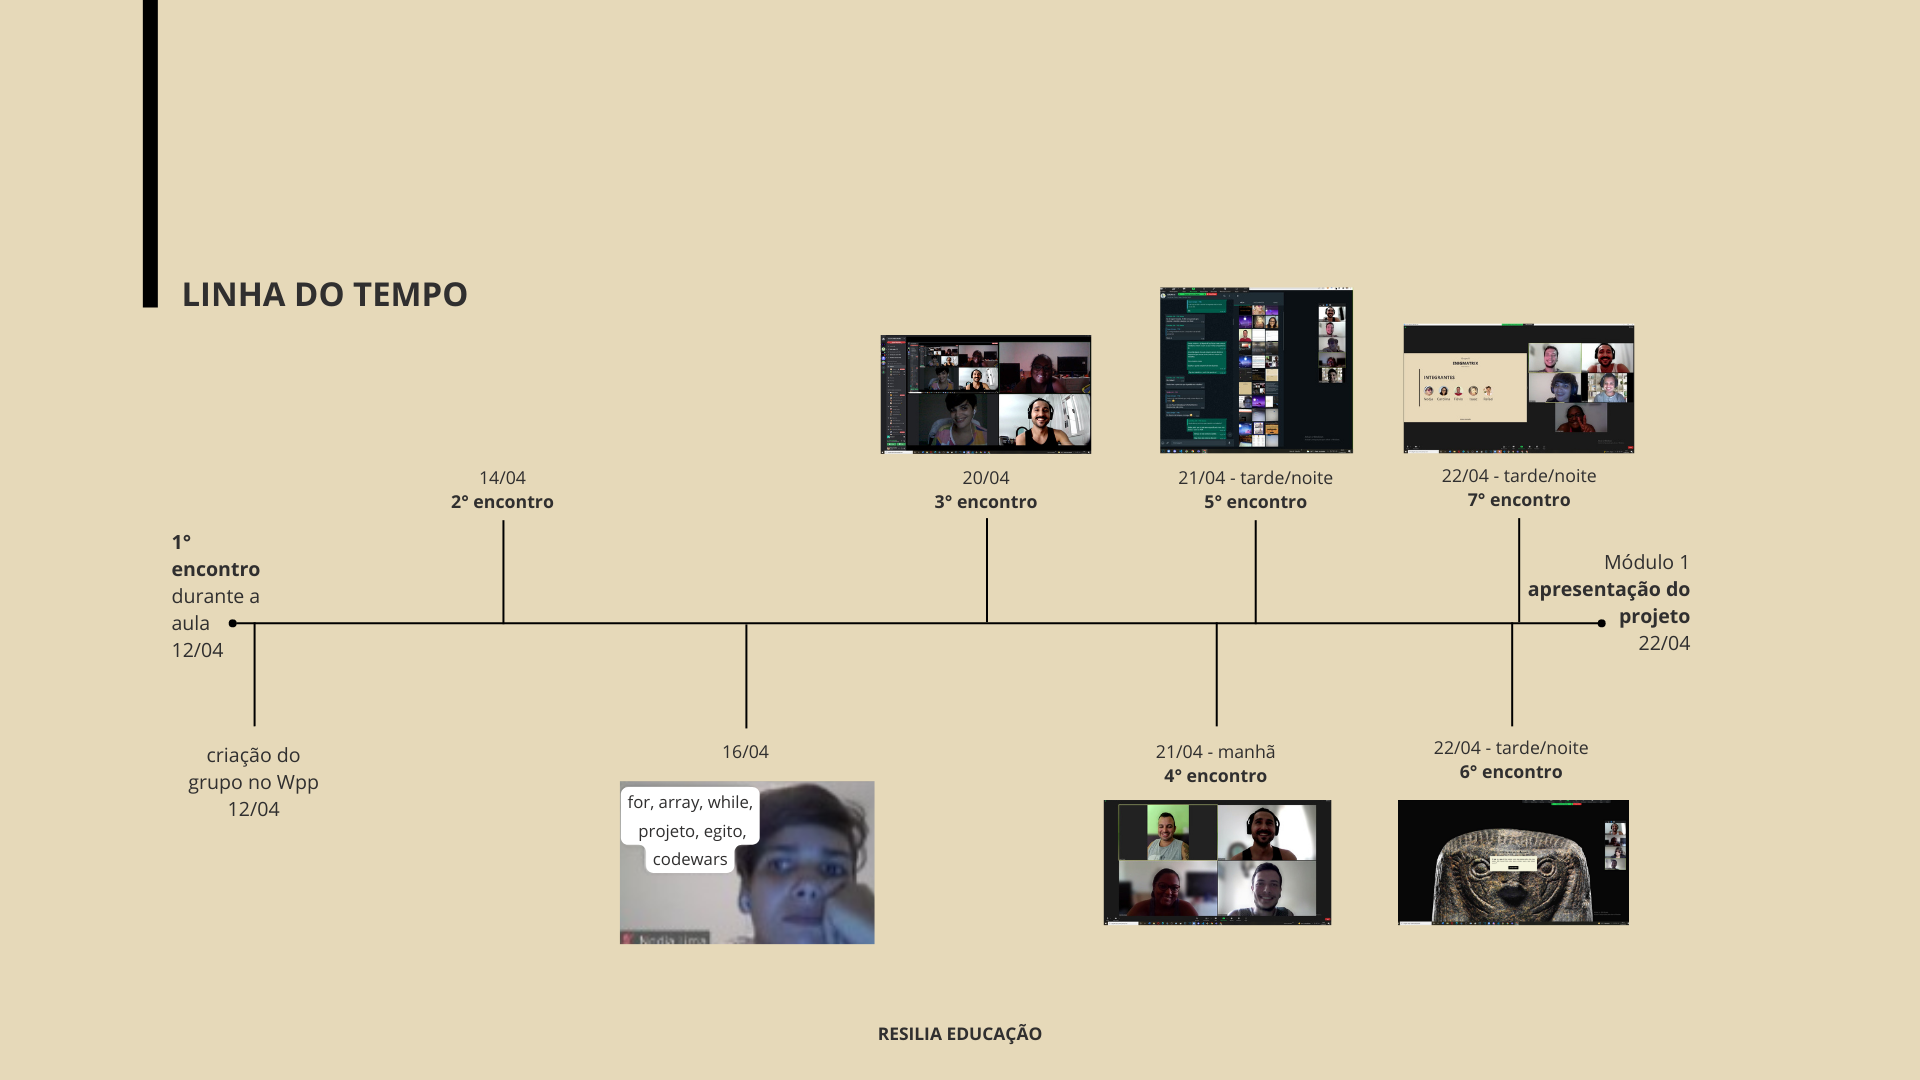 LINHA DO TEMPO
14/04
2° encontro
20/04
3° encontro
21/04 - tarde/noite
5° encontro
22/04 - tarde/noite
7° encontro
1°
encontro
durante a
aula
12/04
Módulo 1
apresentação do
projeto
22/04
criação do
grupo no Wpp
12/04
16/04
for, array, while,
projeto, egito,
codewars
21/04 - manhã
4° encontro
22/04 - tarde/noite
6° encontro
INTEGRANTES
RESILIA EDUCAÇÃO